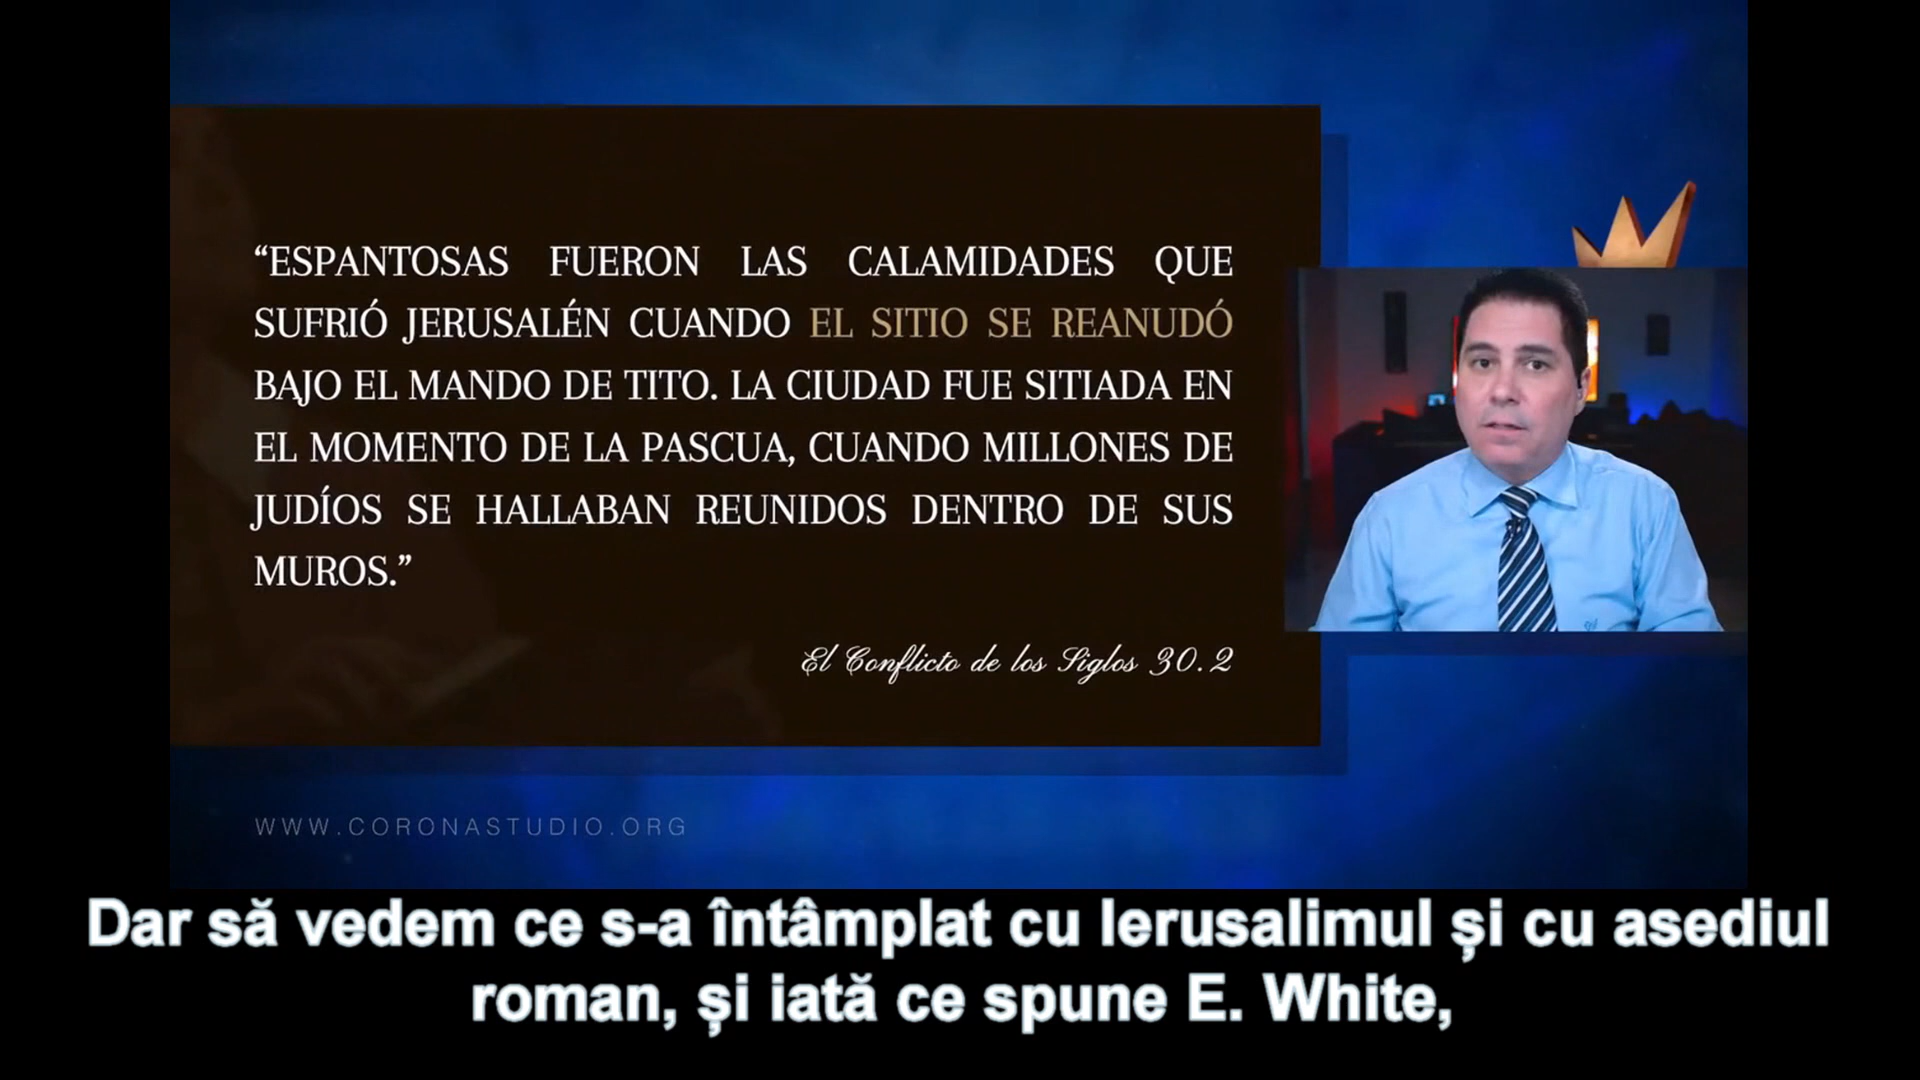 “ESPANTOSAS FUERON LAS CALAMIDADES QUE
SUFRIÓ JERUSALÉN CUANDO EL SITIO SE REANUDÓ
BAJO EL MANDO DE TITO. LA CIUDAD FUE SITIADA EN
EL MOMENTO DE LA PASCUA, CUANDO MILLONES DE
JUDÍOS SE HALLABAN REUNIDOS DENTRO DE SUS
MUROS.”
El Conflicto de los Siglos 30.2
WWW.CORONASTUDIO.ORG
Dar să vedem ce s-a întâmplat cu Ierusalimul și cu asediul
roman, și iată ce spune E. White,